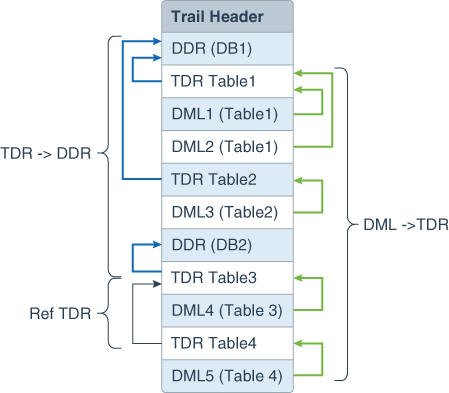 Trail Header
DDR (DB1)
TDR Table1
DML1 (Table1)
DML2 (Table1)
TDR -> DDR
TDR Table2
DML3 (Table2)
DML ->TDR
DDR (DB2)
TDR Table3
Ref TDR
DML4 (Table 3)
TDR Table4
DML5 (Table 4)